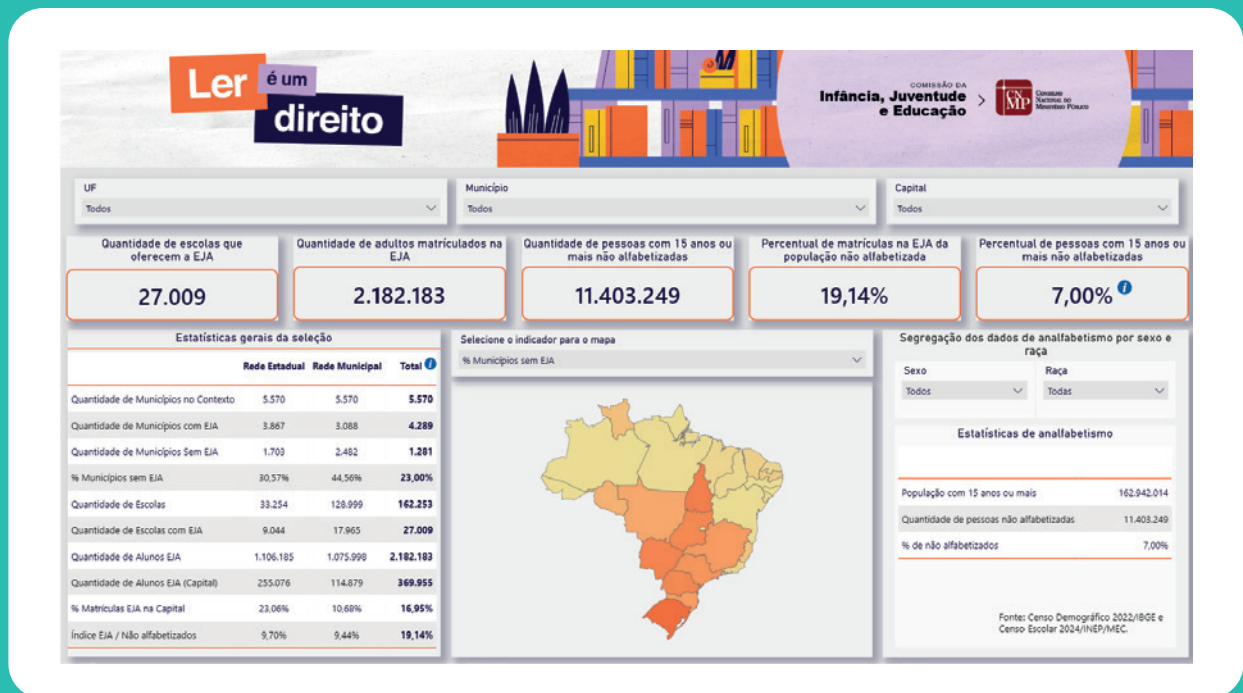 Ler
é um
direito
COMISSÃO DA
Infância, Juventude
e Educação
>
CN
MP
CONSELHO
NACIONAL DO
MINISTÉRIO PÚBLICO
UF
Todos
Município
Todos
Capital
Todos
Quantidade de escolas que
oferecem a EJA
27.009
Quantidade de adultos matrículados na
EJA
2.182.183
Quantidade de pessoas com 15 anos ou
mais não alfabetizadas
11.403.249
Percentual de matrículas na EJA da
população não alfabetizada
19,14%
Percentual de pessoas com 15 anos ou
mais não alfabetizadas
7,00%
Estatísticas gerais da seleção
Rede Estadual Rede Municipal Total
Quantidade de Municípios no Contexto 5.570 5.570 5.570
Quantidade de Municípios com EJA 3.867 3.088 4.289
Quantidade de Municípios Sem EJA 1.703 2.482 1.281
% Municípios sem EJA 30,57% 44,56% 23,00%
Quantidade de Escolas 33.254 128.999 162.253
Quantidade de Escolas com EJA 9.044 17.965 27.009
Quantidade de Alunos EJA 1.106.185 1.075.998 2.182.183
Quantidade de Alunos EJA (Capital) 255.076 114.879 369.955
% Matrículas EJA na Capital 23,06% 10,68% 16,95%
Índice EJA / Não alfabetizados 9,70% 9,44% 19,14%
Selecione o indicador para o mapa
% Municípios sem EJA
Segregação dos dados de analfabetismo por sexo e
raça
Sexo
Todos
Raça
Todas
Estatísticas de analfabetismo
População com 15 anos ou mais 162.942.014
Quantidade de pessoas não alfabetizadas 11.403.249
% de não alfabetizados 7,00%
Fonte: Censo Demográfico 2022/IBGE e
Censo Escolar 2024/INEP/MEC.